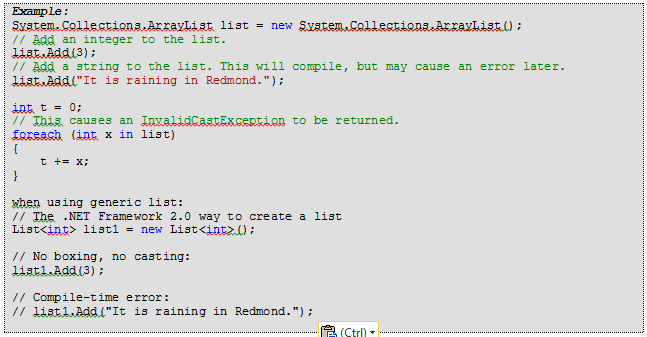 Example:
System.Collections.ArrayList list = new System.Collections.ArrayList();
// Add an integer to the list.
list.Add(3);
// Add a string to the list. This will compile, but may cause an error later.
list.Add("It is raining in Redmond.");
int t = 0;
// This causes an InvalidCastException to be returned.
foreach (int x in list)
{
    t += x;
}
when using generic list:
// The .NET Framework 2.0 way to create a list
List<int> list1 = new List<int>();
// No boxing, no casting:
list1.Add(3);
// Compile-time error:
// list1.Add("It is raining in Redmond.");
(Ctrl)